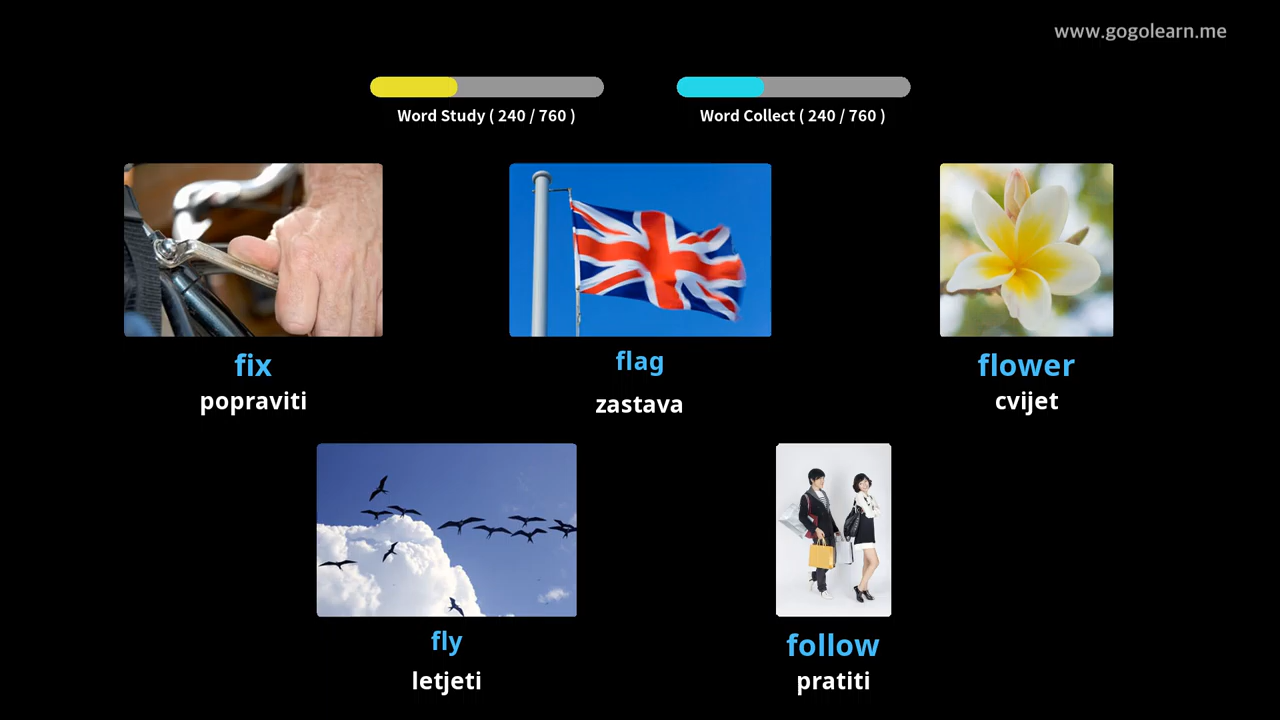 www.gogolearn.me
Word Study ( 240 / 760 )
Word Collect ( 240 / 760 )
fix
popraviti
flag
zastava
flower
cvijet
fly
letjeti
follow
pratiti